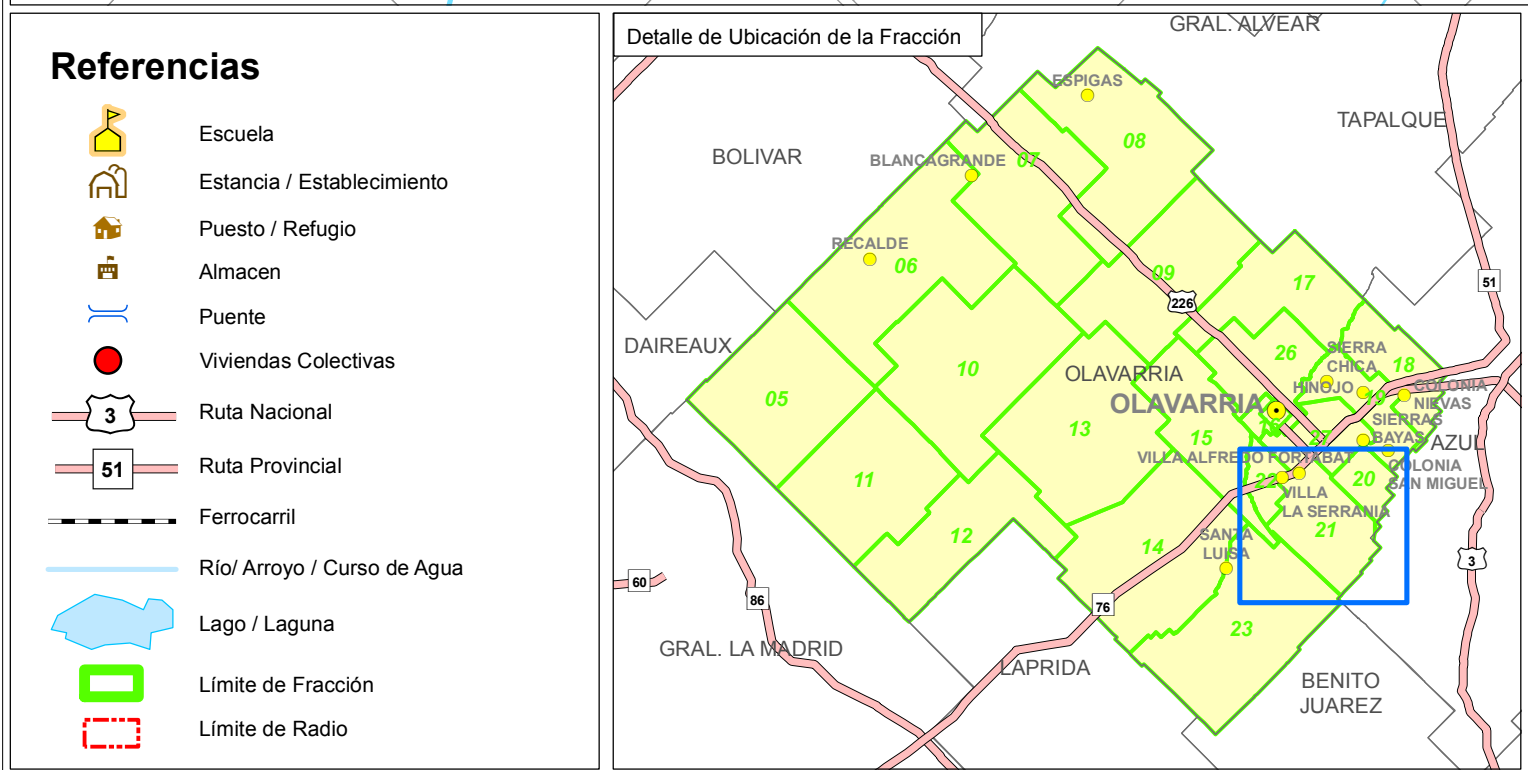 Referencias
Escuela
Estancia / Establecimiento
Puesto / Refugio
Almacen
Puente
Viviendas Colectivas
3
Ruta Nacional
51
Ruta Provincial
Ferrocarril
Río/ Arroyo / Curso de Agua
Lago / Laguna
Límite de Fracción
Límite de Radio
Detalle de Ubicación de la Fracción
GRAL. ALVEAR
ESPIGAS
TAPALQUE
08
BOLIVAR
BLANCAGRANDE
07
RECALDE
06
09
17
51
226
DAIREAUX
SIERRA
CHICA
26
18
10
OLAVARRIA
HINOJO
19
COLONIA
NIEVAS
05
OLAVARRIA
16
SIERRAS
BAYAS
13
15
27
AZUL
VILLA ALFREDO FORTABAT
COLONIA
SAN MIGUEL
20
11
22
VILLA
LA SERRANIA
21
12
14
SANTA
LUISA
3
60
86
76
23
GRAL. LA MADRID
LAPRIDA
BENITO
JUAREZ